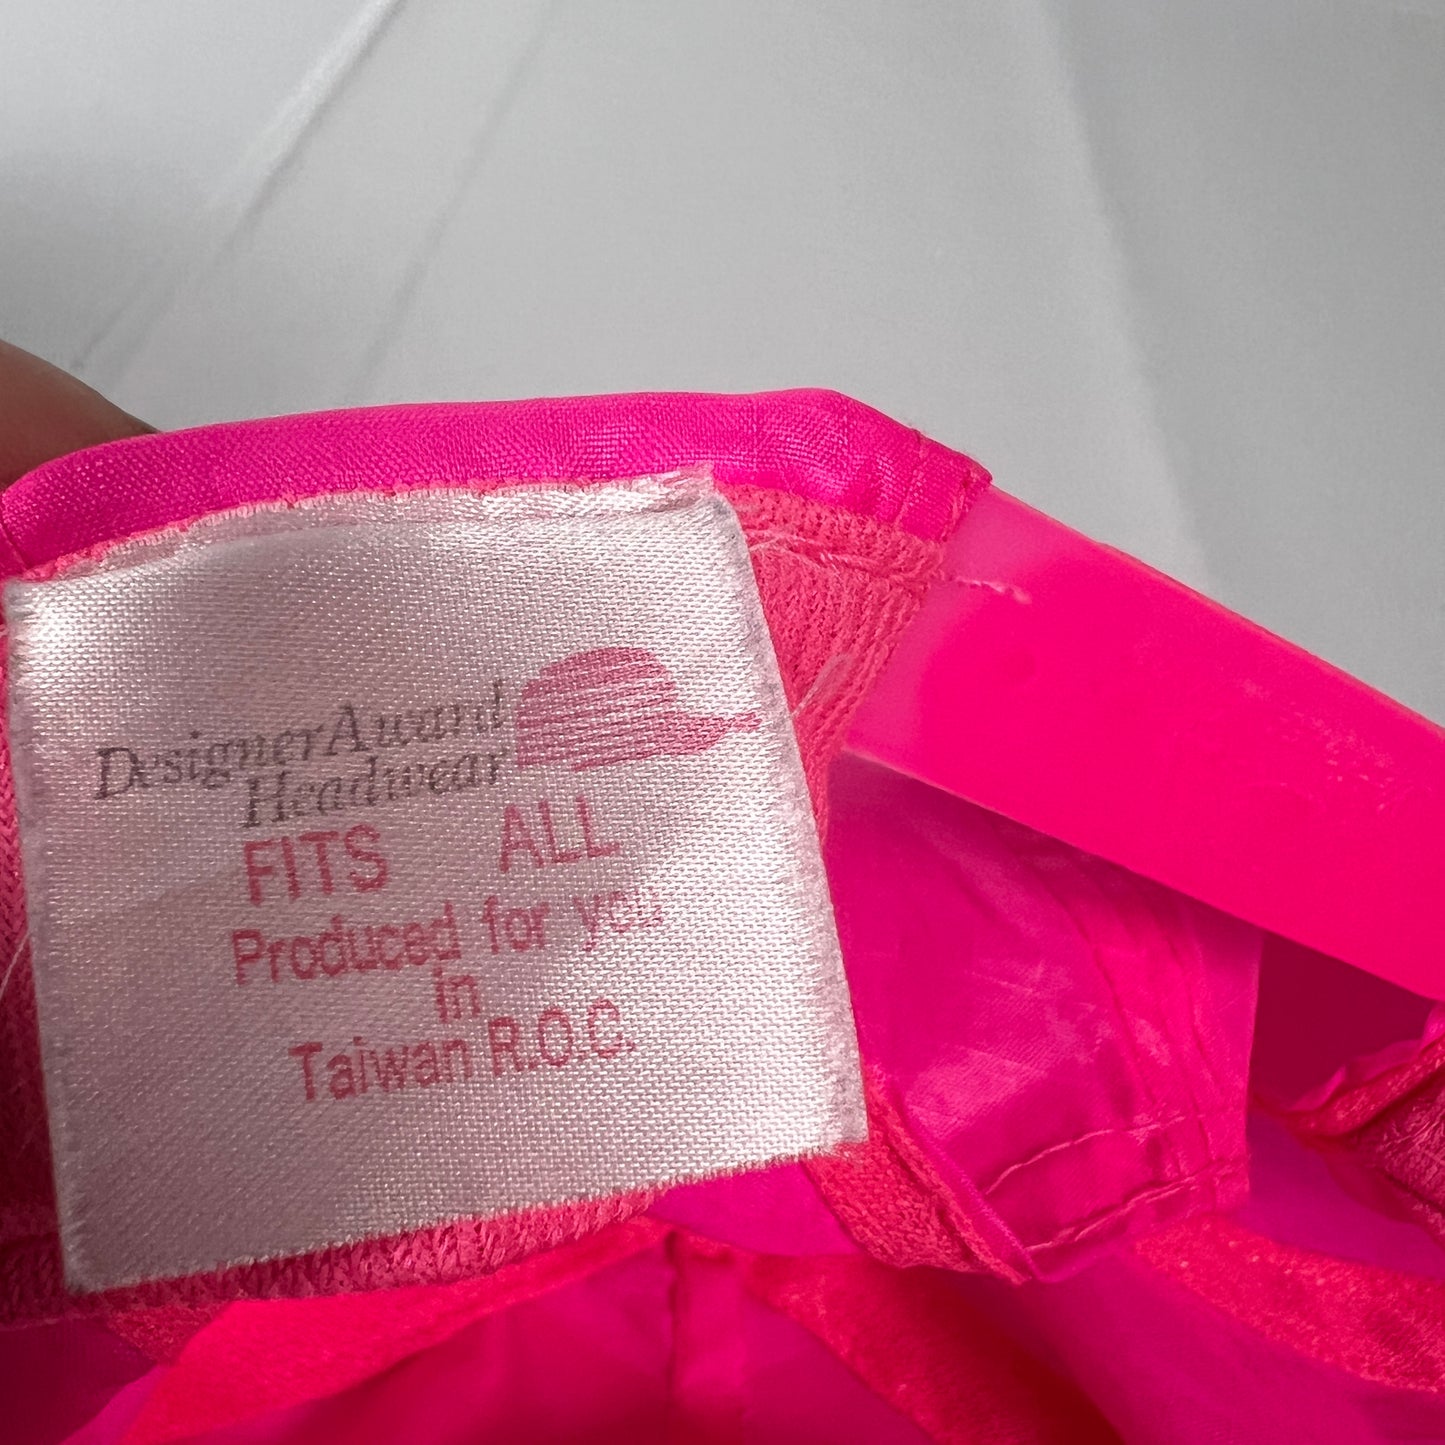 DesignerAward
Headwear
FITS ALL
Produced for you
in
Taiwan R.O.C.